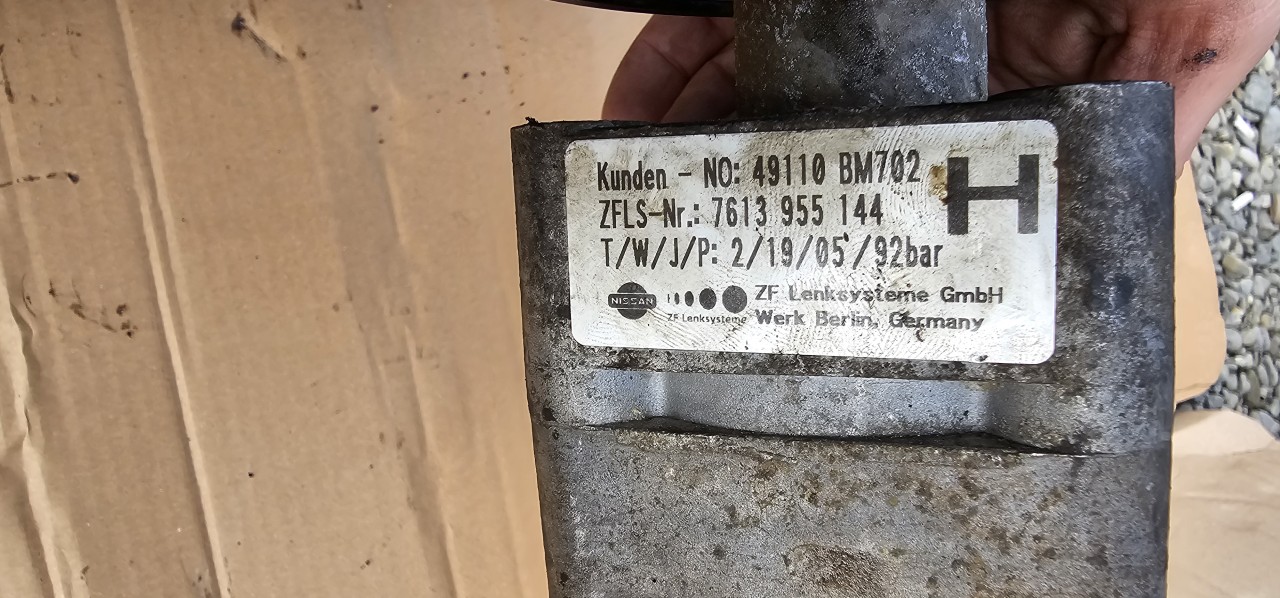 Kunden - NO: 49110 BM702
H
ZFLS-Nr.: 7613 955 144
T/W/J/P: 2/19/05/92bar
NISSAN
ZF Lenksysteme
ZF Lenksysteme GmbH
Werk Berlin, Germany